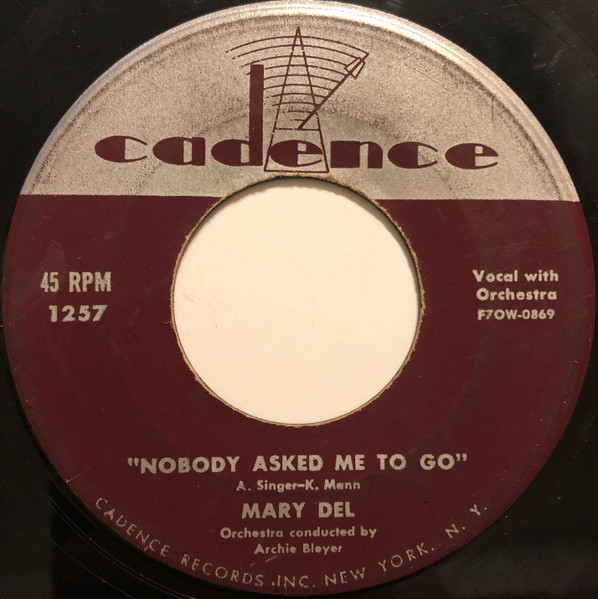 cadence
45 RPM
1257
Vocal with
Orchestra
F7OW-0869
"NOBODY ASKED ME TO GO"
A. Singer-K. Mann
MARY DEL
Orchestra conducted by
Archie Bleyer
CADENCE RECORDS, INC. NEW YORK, N. Y.